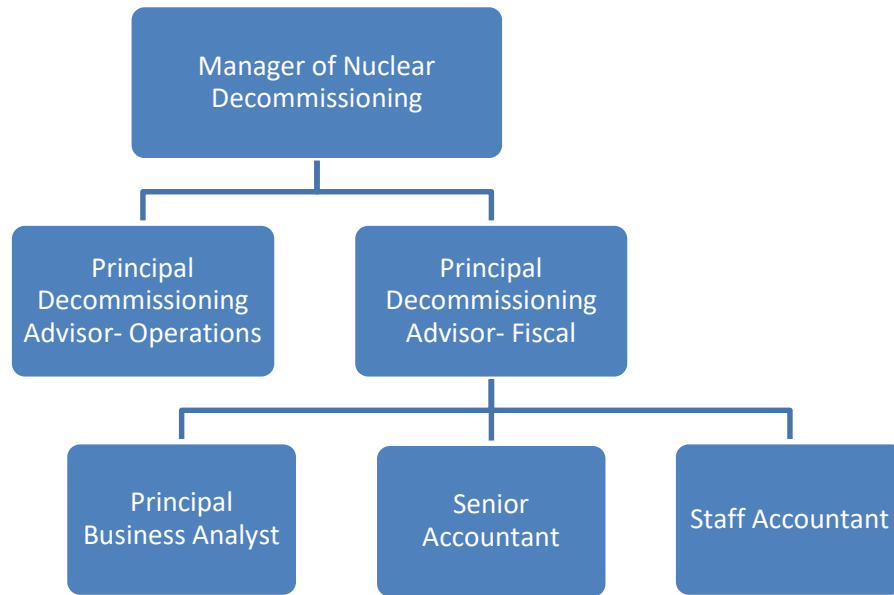 Manager of Nuclear
Decommissioning
Principal
Decommissioning
Advisor- Operations
Principal
Decommissioning
Advisor- Fiscal
Principal
Business Analyst
Senior
Accountant
Staff Accountant